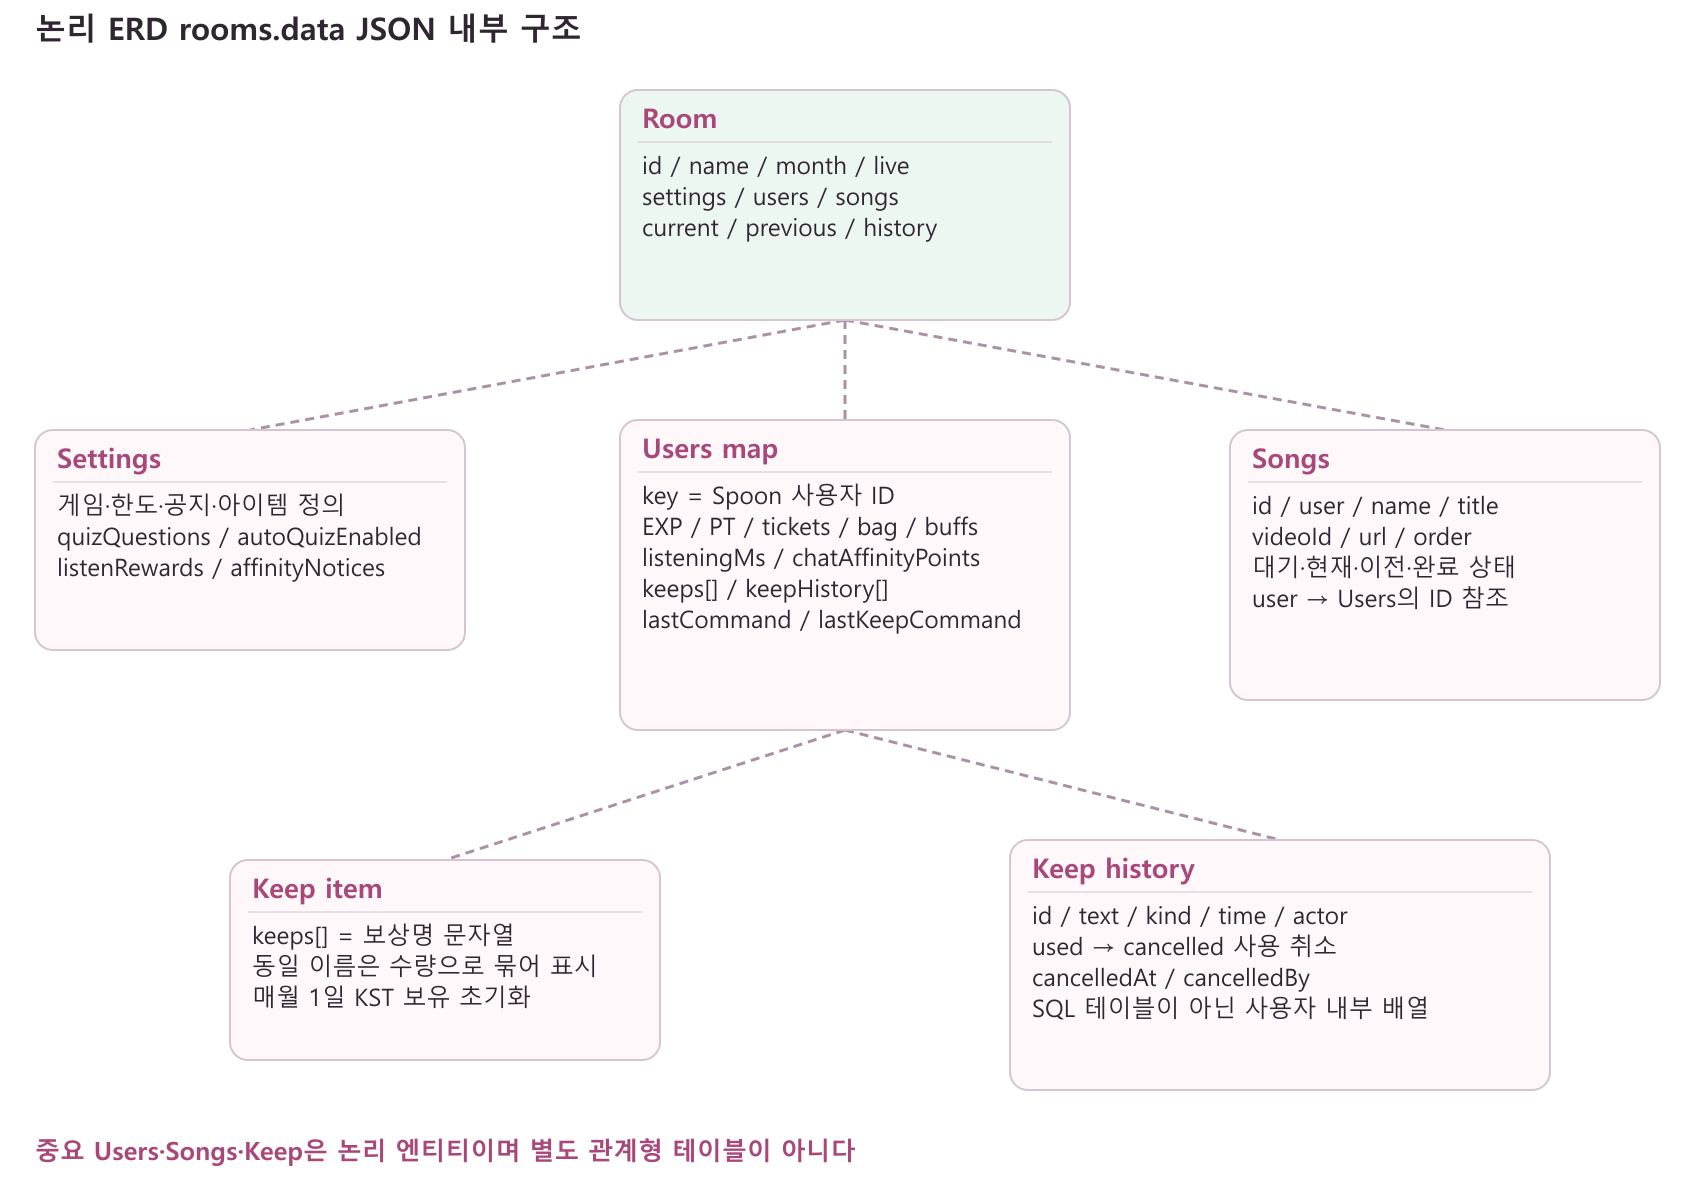 논리 ERD rooms.data JSON 내부 구조
Room
id / name / month / live
settings / users / songs
current / previous / history
Settings
게임·한도·공지·아이템 정의
quizQuestions / autoQuizEnabled
listenRewards / affinityNotices
Users map
key = Spoon 사용자 ID
EXP / PT / tickets / bag / buffs
listeningMs / chatAffinityPoints
keeps[] / keepHistory[]
lastCommand / lastKeepCommand
Songs
id / user / name / title
videoId / url / order
대기·현재·이전·완료 상태
user → Users의 ID 참조
Keep item
keeps[] = 보상명 문자열
동일 이름은 수량으로 묶어 표시
매월 1일 KST 보유 초기화
Keep history
id / text / kind / time / actor
used → cancelled 사용 취소
cancelledAt / cancelledBy
SQL 테이블이 아닌 사용자 내부 배열
중요 Users·Songs·Keep은 논리 엔티티이며 별도 관계형 테이블이 아니다